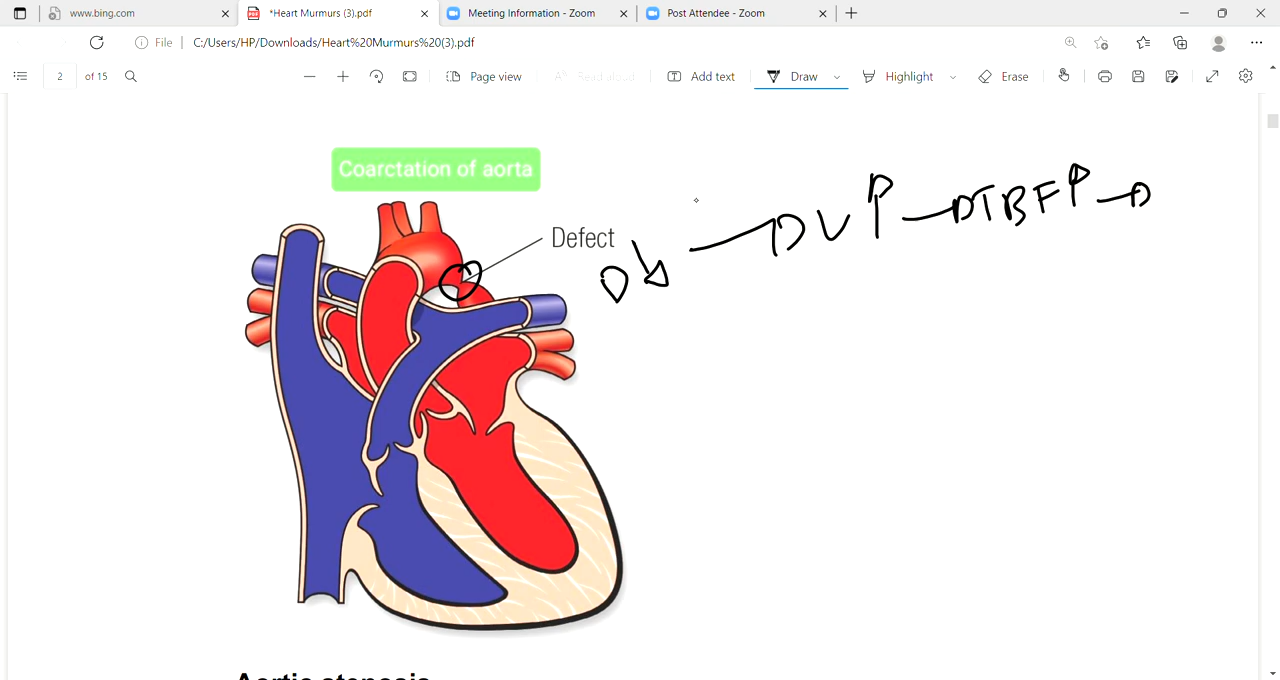 www.bing.com
*Heart Murmurs (3).pdf
Meeting Information - Zoom
Post Attendee - Zoom
File
C:/Users/HP/Downloads/Heart%20Murmurs%20(3).pdf
2 of 15
Page view
Read aloud
Add text
Draw
Highlight
Erase
Coarctation of aorta
Defect
D↓ — DV↑ — DTBF↑ — D
Aortic stenosis